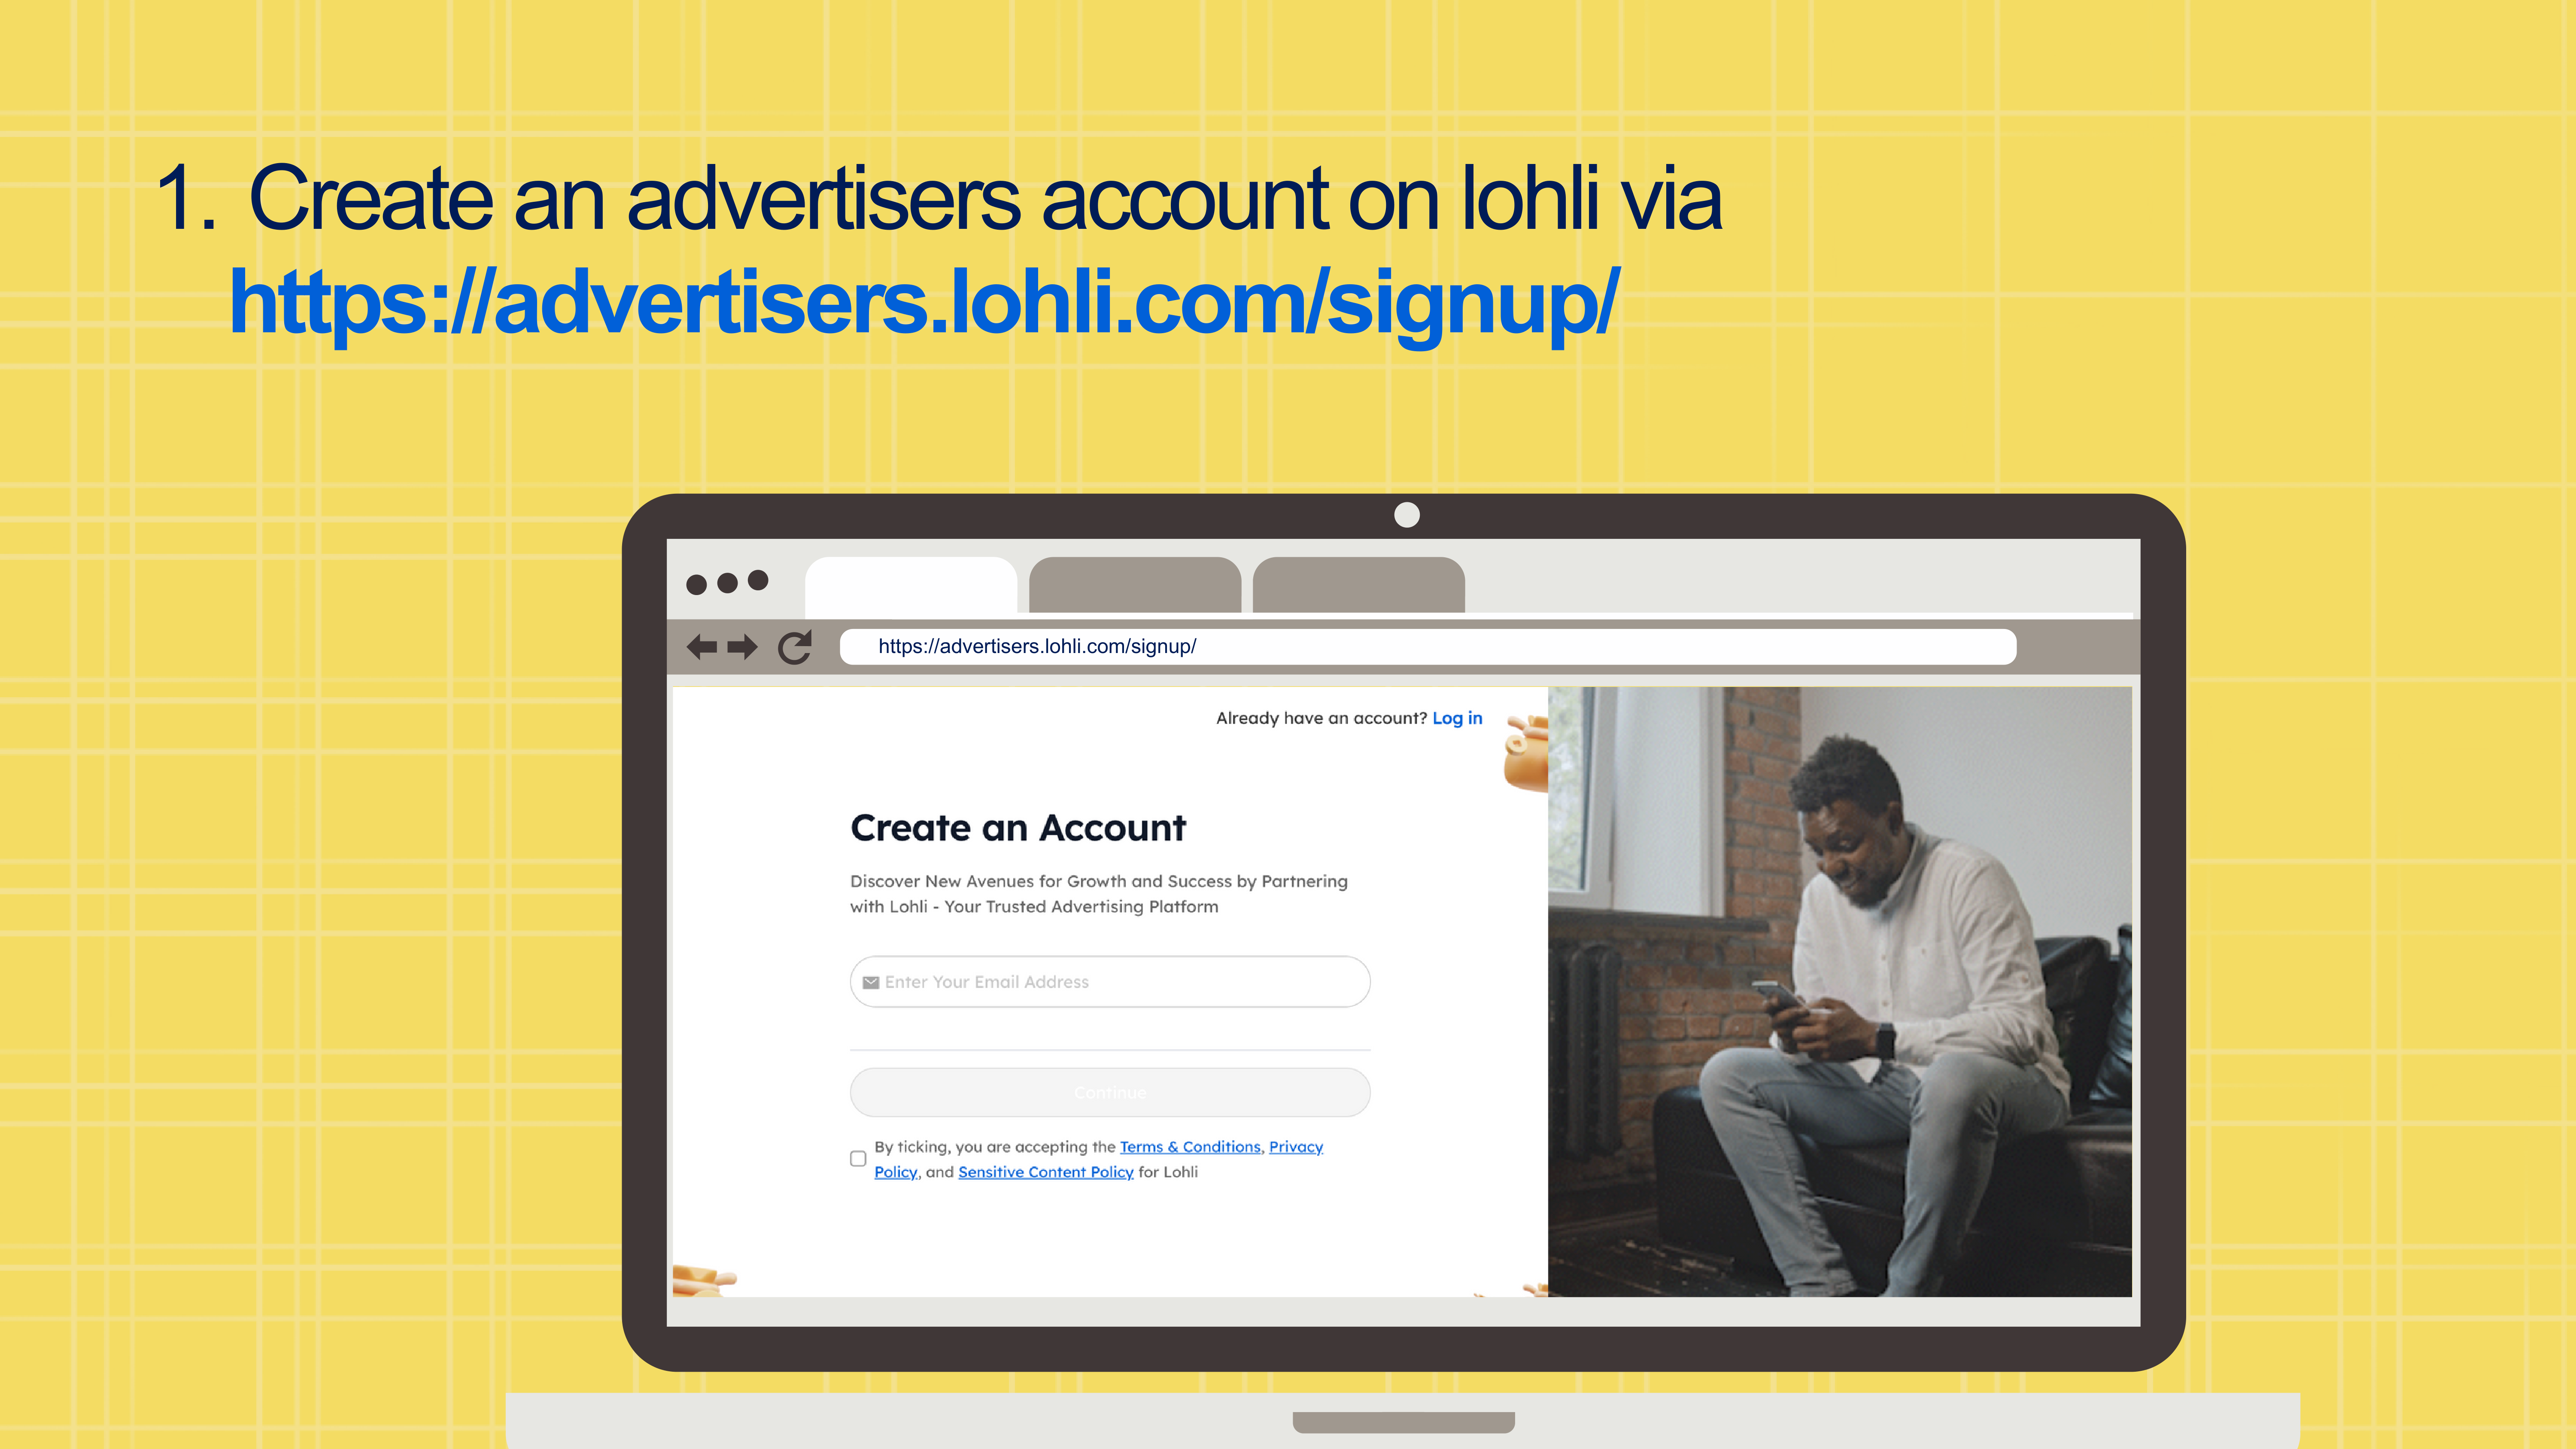 1. Create an advertisers account on lohli via
https://advertisers.lohli.com/signup/
https://advertisers.lohli.com/signup/
Already have an account? Log in
Create an Account
Discover New Avenues for Growth and Success by Partnering
with Lohli - Your Trusted Advertising Platform
Enter Your Email Address
Continue
By ticking, you are accepting the Terms & Conditions, Privacy
Policy, and Sensitive Content Policy for Lohli